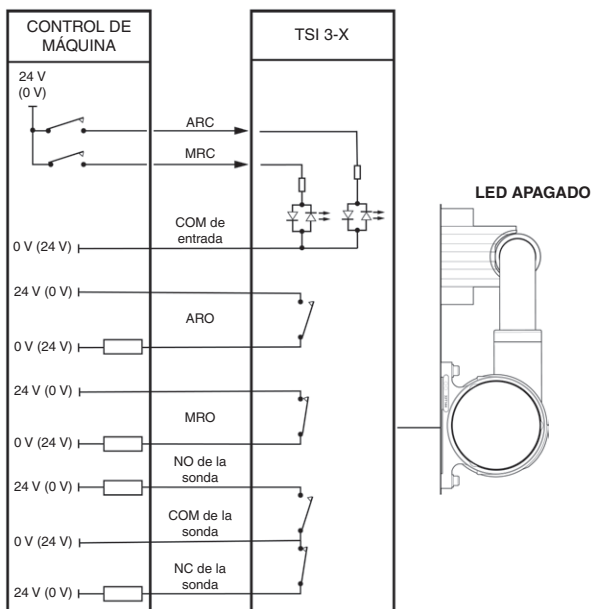 CONTROL DE
MÁQUINA
TSI 3-X
24 V
(0 V)
ARC
MRC
COM de
entrada
0 V (24 V)
24 V (0 V)
ARO
0 V (24 V)
24 V (0 V)
MRO
0 V (24 V)
NO de la
sonda
24 V (0 V)
COM de la
sonda
0 V (24 V)
NC de la
sonda
24 V (0 V)
LED APAGADO